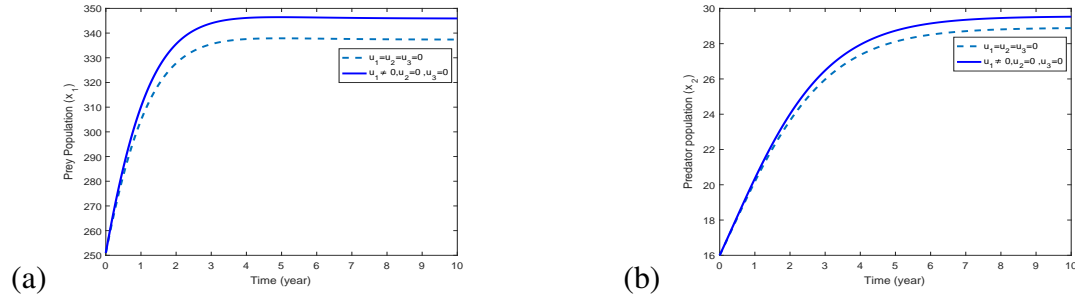 350
340
330
320
310
300
290
280
270
260
250
Prey Population (x₁)
u₁=u₂=u₃=0
u₁ ≠ 0,u₂=0 ,u₃=0
0 1 2 3 4 5 6 7 8 9 10
Time (year)
(a)
30
28
26
24
22
20
18
16
Predator population (x₂)
u₁=u₂=u₃=0
u₁ ≠ 0,u₂=0 ,u₃=0
0 1 2 3 4 5 6 7 8 9 10
Time (year)
(b)